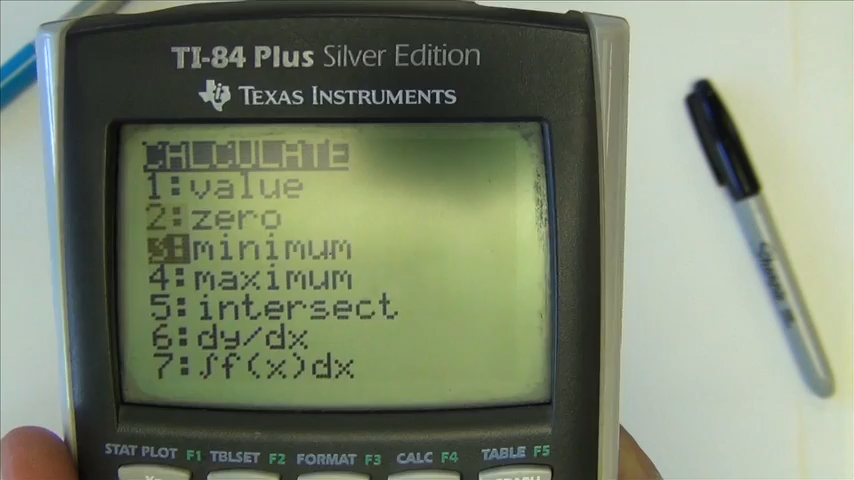 TI-84 Plus Silver Edition
TEXAS INSTRUMENTS
CALCULATE
1:value
2:zero
3:minimum
4:maximum
5:intersect
6:dy/dx
7:∫f(x)dx
STAT PLOT F1 TBLSET F2 FORMAT F3 CALC F4 TABLE F5
Sharpie